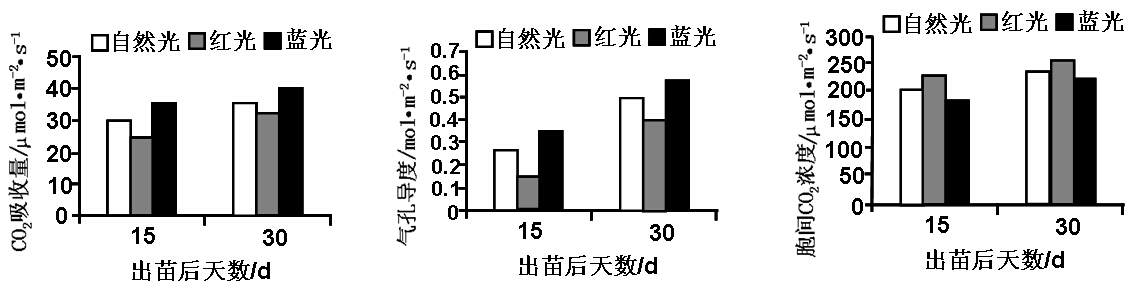 CO₂吸收量/μmol•m⁻²•s⁻¹
自然光 红光 蓝光
50
40
30
20
10
0
15 30
出苗后天数/d
气孔导度/mol•m⁻²•s⁻¹
自然光 红光 蓝光
0.7
0.6
0.5
0.4
0.3
0.2
0.1
0
15 30
出苗后天数/d
胞间CO₂浓度/μmol•m⁻²•s⁻¹
自然光 红光 蓝光
300
250
200
150
100
50
0
15 30
出苗后天数/d